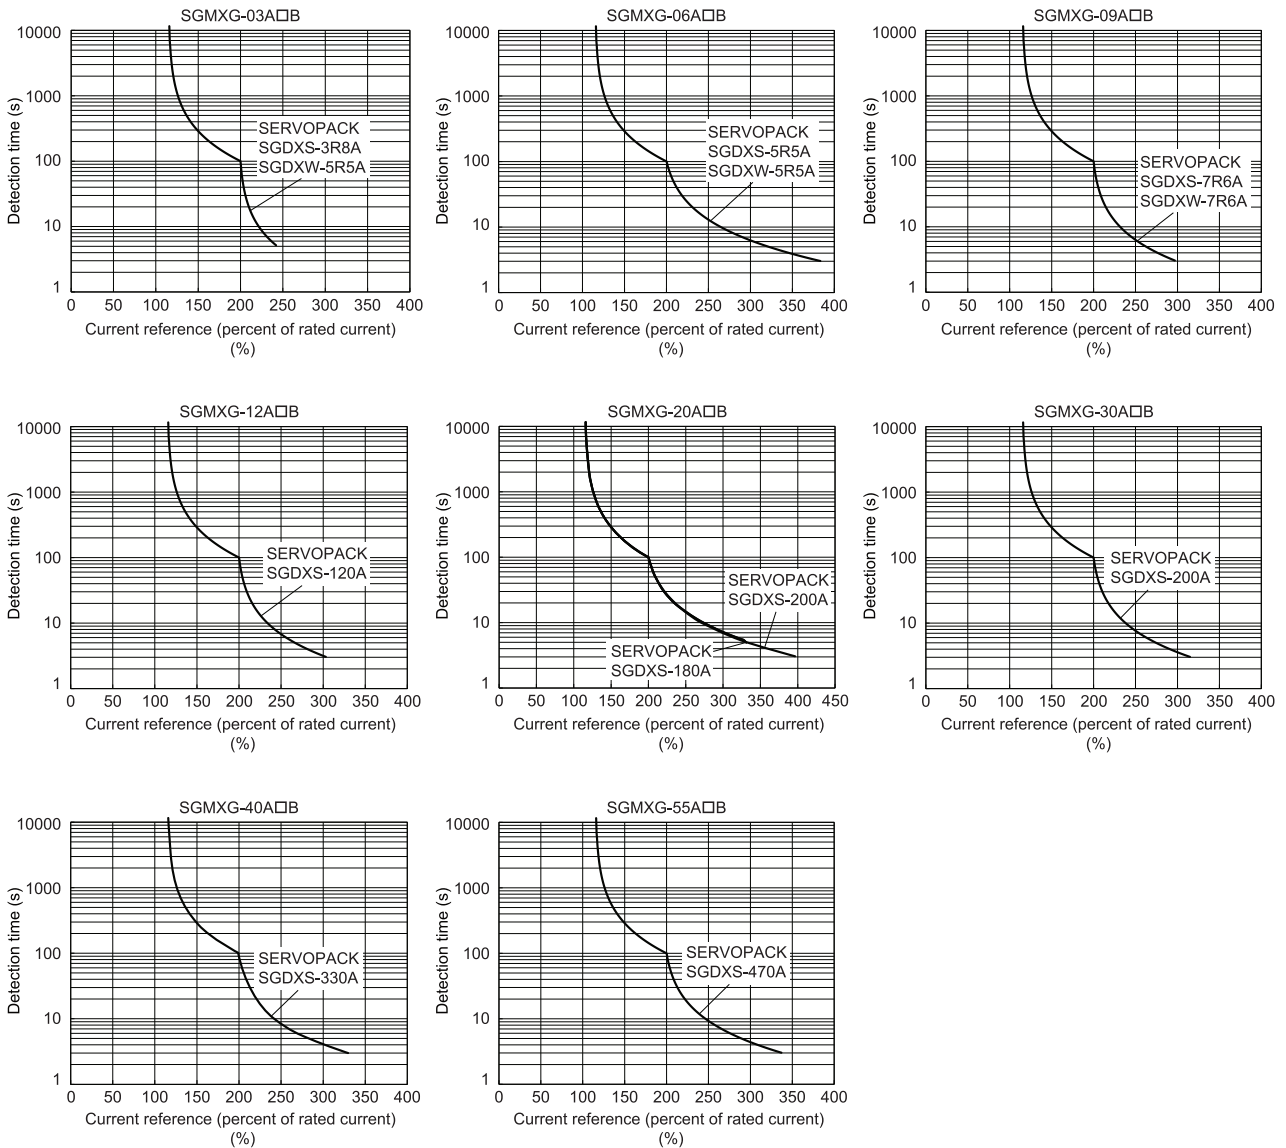 SGMXG-03A□B
10000
1000
100
10
1
Detection time (s)
SERVOPACK
SGDXS-3R8A
SGDXW-5R5A
0 50 100 150 200 250 300 350 400
Current reference (percent of rated current)
(%)
SGMXG-06A□B
10000
1000
100
10
1
Detection time (s)
SERVOPACK
SGDXS-5R5A
SGDXW-5R5A
0 50 100 150 200 250 300 350 400
Current reference (percent of rated current)
(%)
SGMXG-09A□B
10000
1000
100
10
1
Detection time (s)
SERVOPACK
SGDXS-7R6A
SGDXW-7R6A
0 50 100 150 200 250 300 350 400
Current reference (percent of rated current)
(%)
SGMXG-12A□B
10000
1000
100
10
1
Detection time (s)
SERVOPACK
SGDXS-120A
0 50 100 150 200 250 300 350 400
Current reference (percent of rated current)
(%)
SGMXG-20A□B
10000
1000
100
10
1
Detection time (s)
SERVOPACK
SGDXS-200A
SERVOPACK
SGDXS-180A
0 50 100 150 200 250 300 350 400 450
Current reference (percent of rated current)
(%)
SGMXG-30A□B
10000
1000
100
10
1
Detection time (s)
SERVOPACK
SGDXS-200A
0 50 100 150 200 250 300 350 400
Current reference (percent of rated current)
(%)
SGMXG-40A□B
10000
1000
100
10
1
Detection time (s)
SERVOPACK
SGDXS-330A
0 50 100 150 200 250 300 350 400
Current reference (percent of rated current)
(%)
SGMXG-55A□B
10000
1000
100
10
1
Detection time (s)
SERVOPACK
SGDXS-470A
0 50 100 150 200 250 300 350 400
Current reference (percent of rated current)
(%)